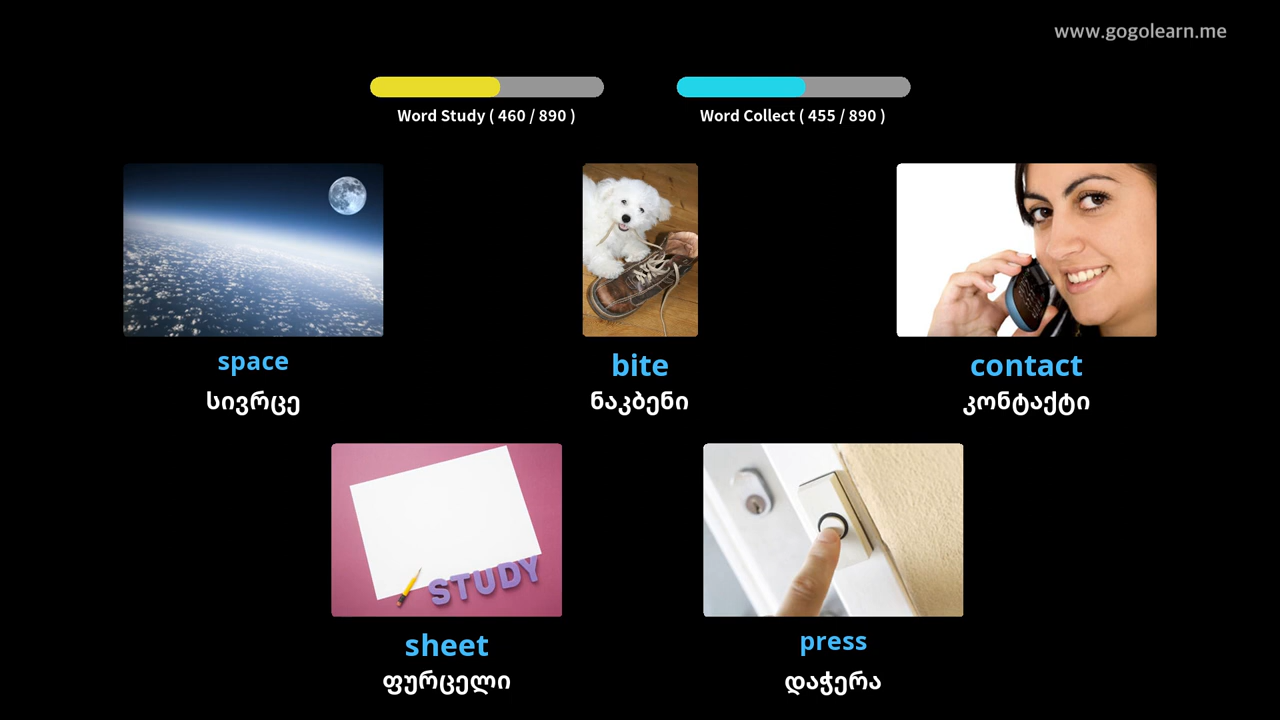 www.gogolearn.me
Word Study ( 460 / 890 )
Word Collect ( 455 / 890 )
space
სივრცე
bite
ნაკბენი
contact
კონტაქტი
STUDY
sheet
ფურცელი
press
დაჭერა